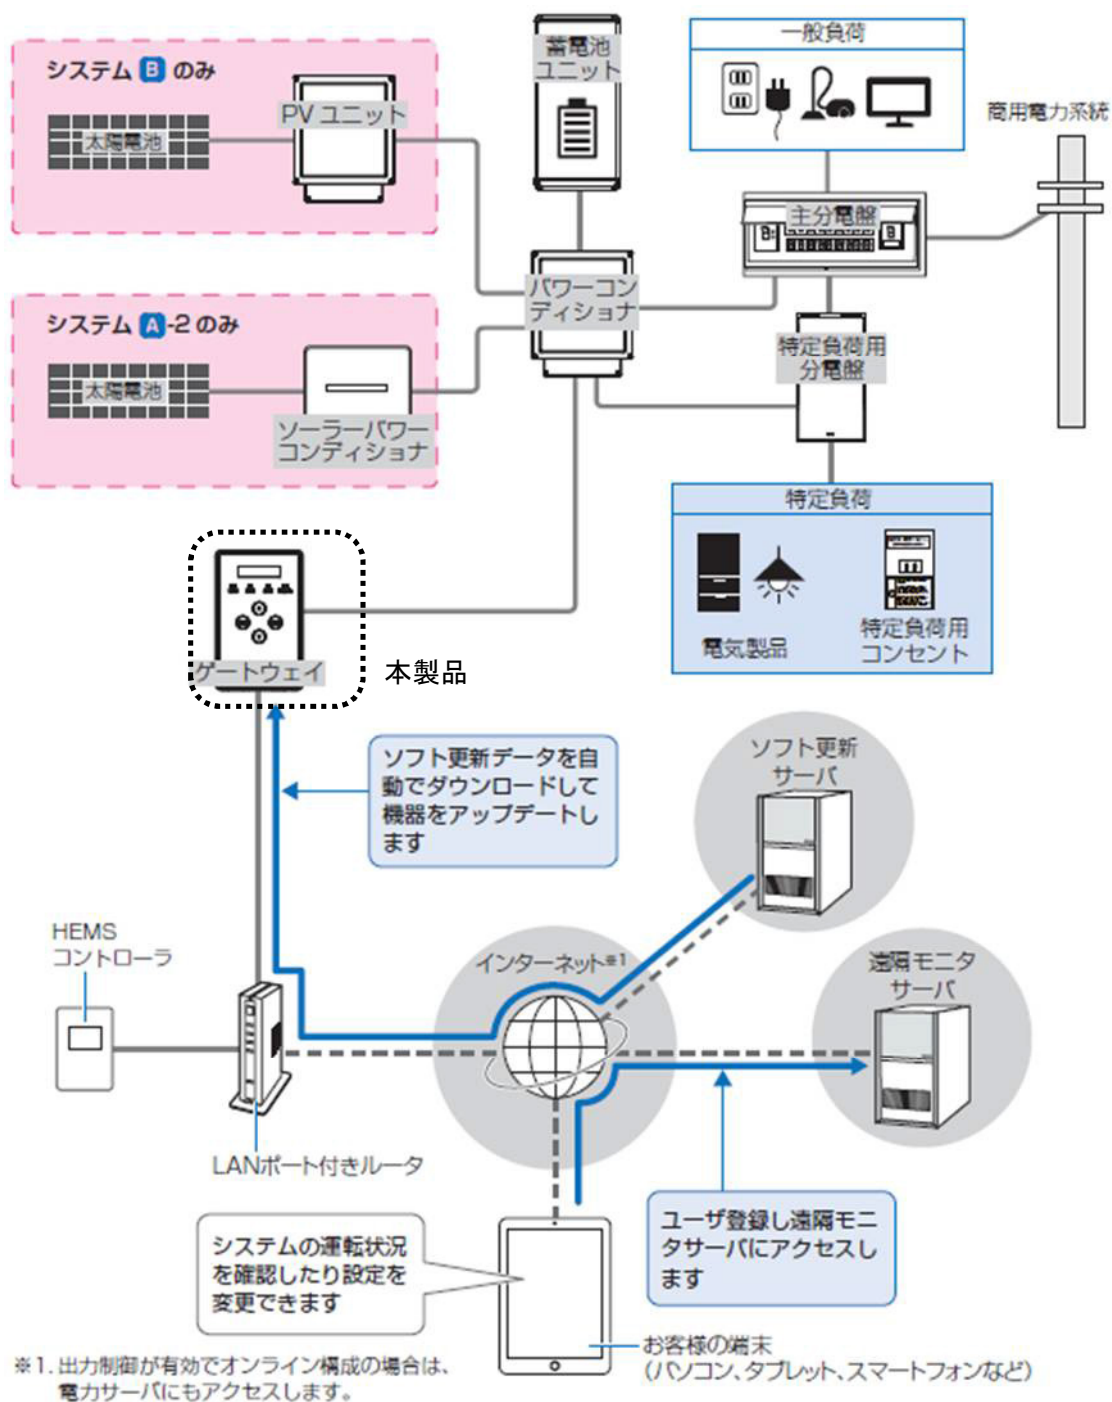 システム B のみ
太陽電池
PV ユニット
蓄電池
ユニット
一般負荷
商用電力系統
主分電盤
パワーコン
ディショナ
特定負荷用
分電盤
システム A-2 のみ
太陽電池
ソーラーパワー
コンディショナ
特定負荷
電気製品
特定負荷用
コンセント
ゲートウェイ
本製品
ソフト更新データを自
動でダウンロードして
機器をアップデートし
ます
ソフト更新
サーバ
HEMS
コントローラ
インターネット※1
遠隔モニタ
サーバ
LANポート付きルータ
システムの運転状況
を確認したり設定を
変更できます
ユーザ登録し遠隔モニ
タサーバにアクセスし
ます
お客様の端末
（パソコン、タブレット、スマートフォンなど）
※1. 出力制御が有効でオンライン構成の場合は、
電力サーバにもアクセスします。